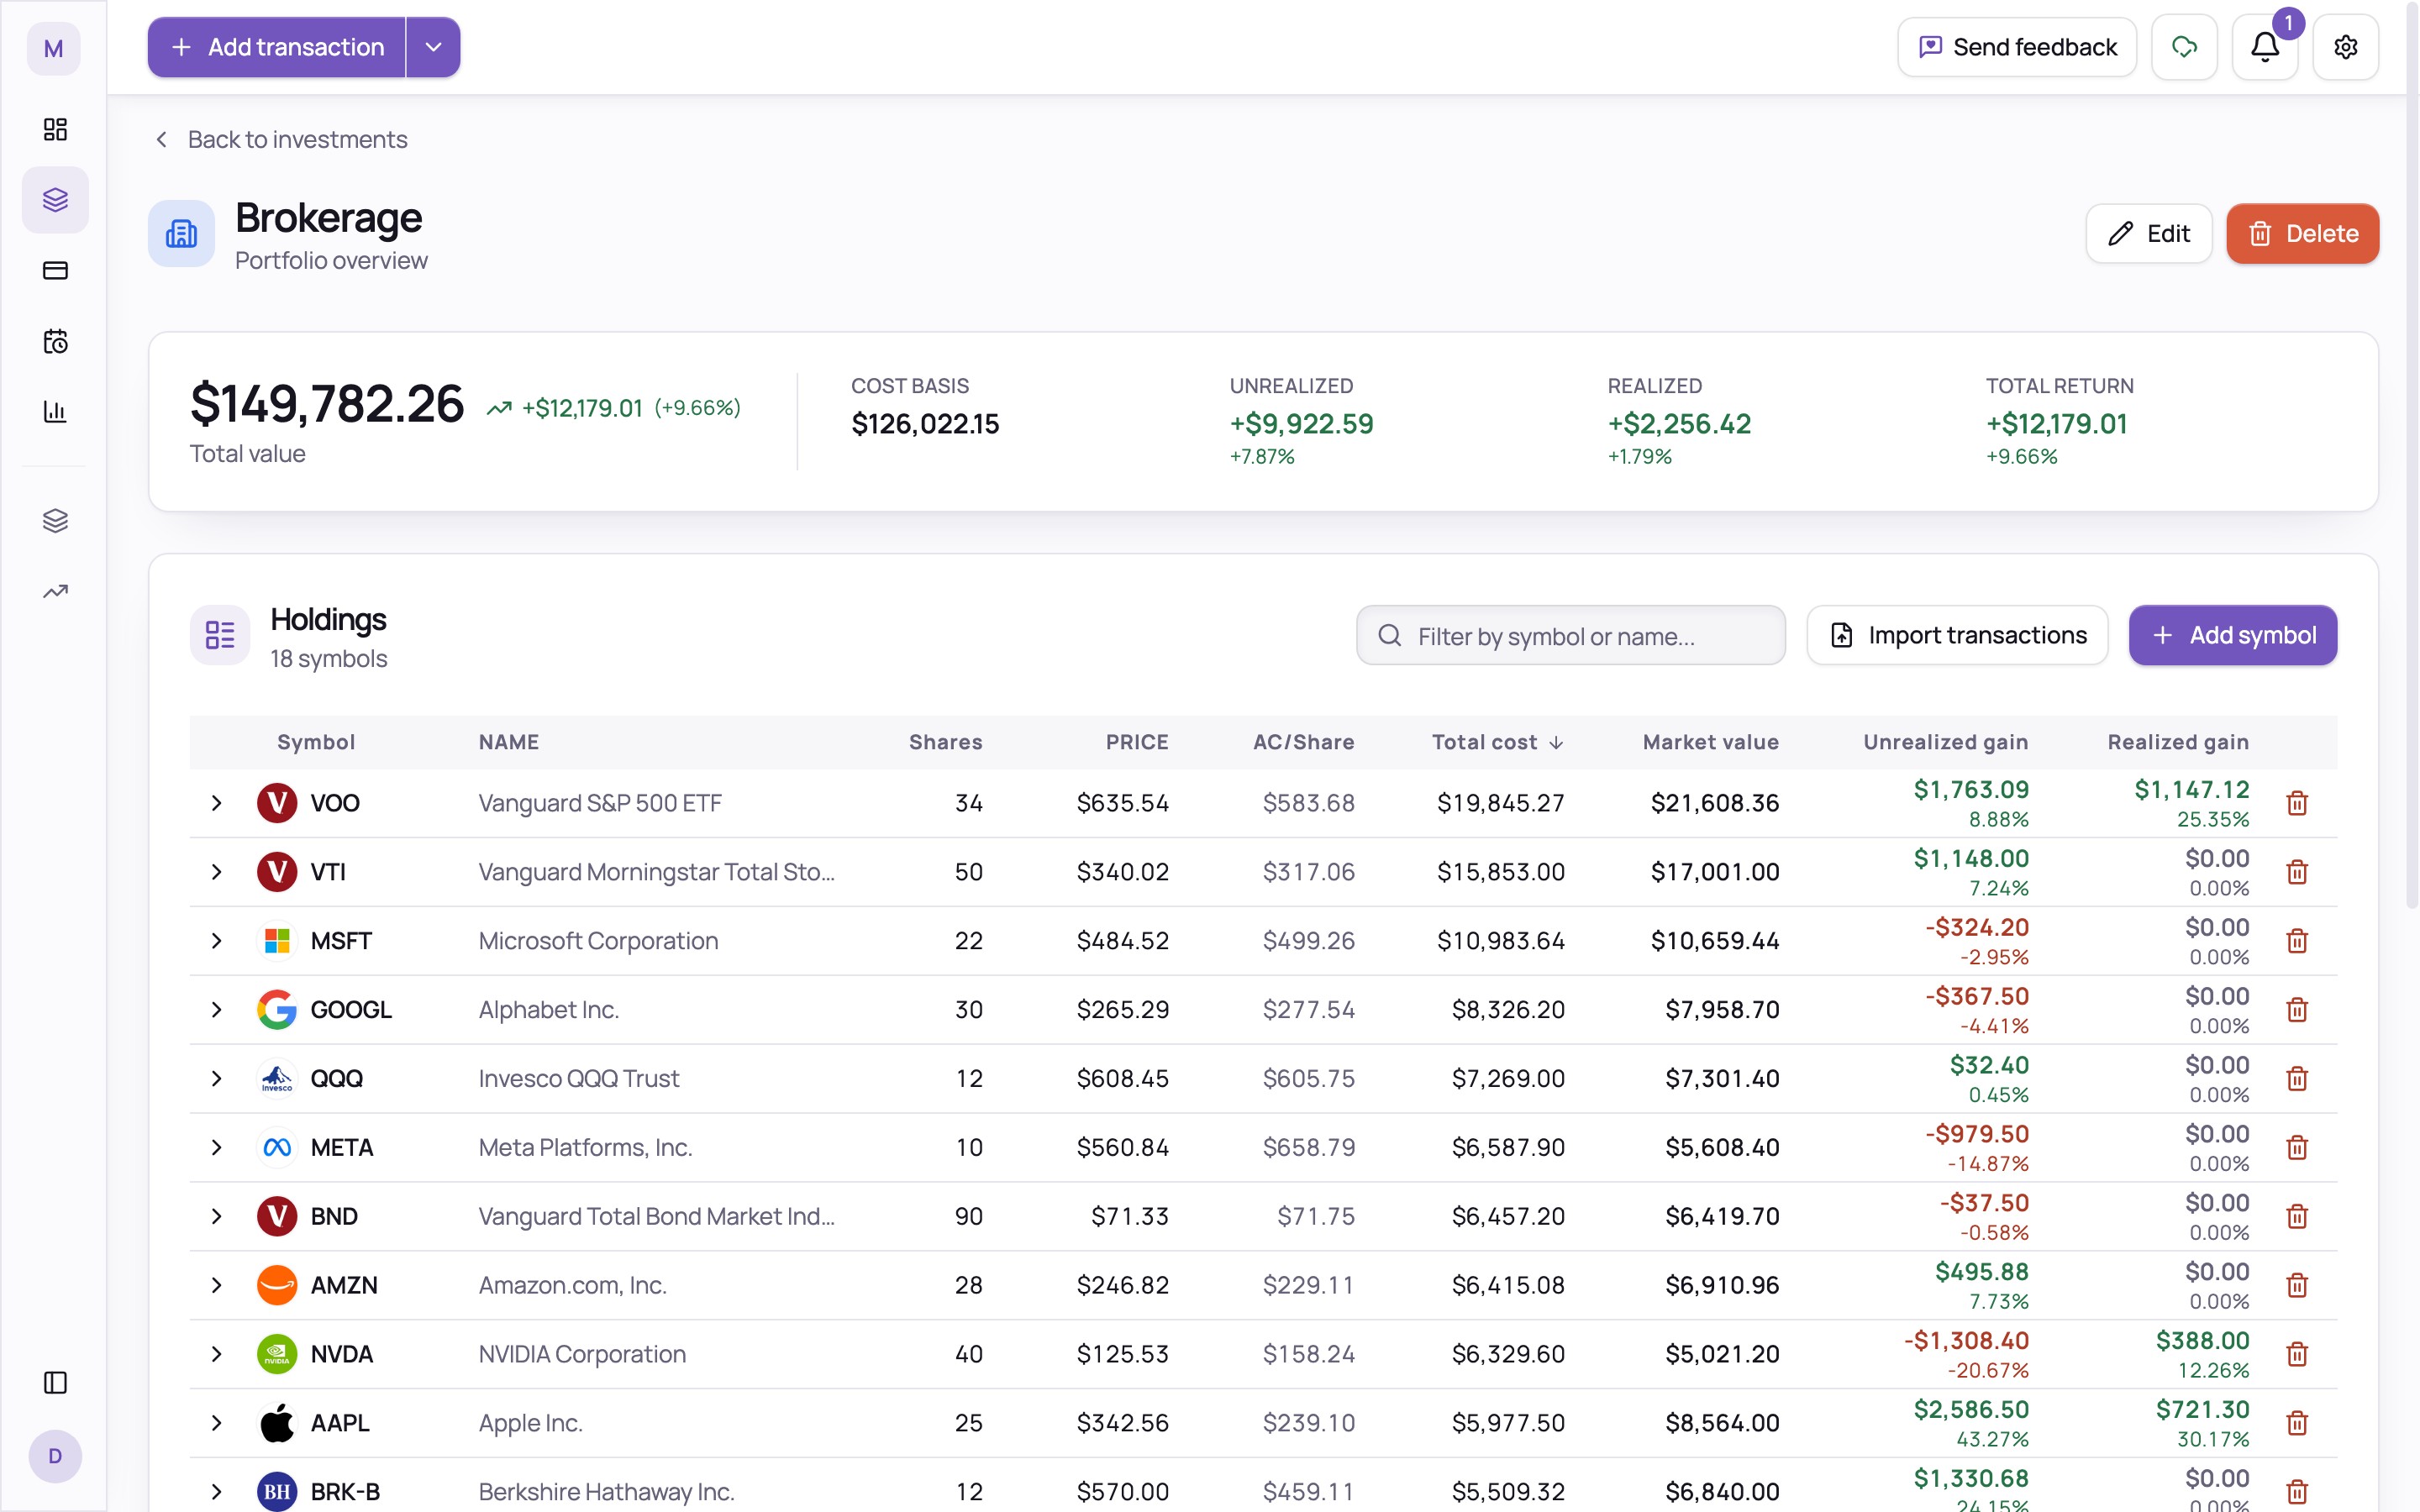 M
Add transaction
Send feedback
1
Back to investments
Brokerage
Portfolio overview
Edit
Delete
$149,782.26 +$12,179.01 (+9.66%)
Total value
COST BASIS
$126,022.15
UNREALIZED
+$9,922.59
+7.87%
REALIZED
+$2,256.42
+1.79%
TOTAL RETURN
+$12,179.01
+9.66%
Holdings
18 symbols
Filter by symbol or name...
Import transactions
Add symbol
Symbol NAME Shares PRICE AC/Share Total cost Market value Unrealized gain Realized gain
V VOO Vanguard S&P 500 ETF 34 $635.54 $583.68 $19,845.27 $21,608.36 $1,763.09 $1,147.12
8.88% 25.35%
V VTI Vanguard Morningstar Total Sto... 50 $340.02 $317.06 $15,853.00 $17,001.00 $1,148.00 $0.00
7.24% 0.00%
MSFT Microsoft Corporation 22 $484.52 $499.26 $10,983.64 $10,659.44 -$324.20 $0.00
-2.95% 0.00%
G GOOGL Alphabet Inc. 30 $265.29 $277.54 $8,326.20 $7,958.70 -$367.50 $0.00
-4.41% 0.00%
Invesco QQQ Invesco QQQ Trust 12 $608.45 $605.75 $7,269.00 $7,301.40 $32.40 $0.00
0.45% 0.00%
META Meta Platforms, Inc. 10 $560.84 $658.79 $6,587.90 $5,608.40 -$979.50 $0.00
-14.87% 0.00%
V BND Vanguard Total Bond Market Ind... 90 $71.33 $71.75 $6,457.20 $6,419.70 -$37.50 $0.00
-0.58% 0.00%
AMZN Amazon.com, Inc. 28 $246.82 $229.11 $6,415.08 $6,910.96 $495.88 $0.00
7.73% 0.00%
NVIDIA NVDA NVIDIA Corporation 40 $125.53 $158.24 $6,329.60 $5,021.20 -$1,308.40 $388.00
-20.67% 12.26%
AAPL Apple Inc. 25 $342.56 $239.10 $5,977.50 $8,564.00 $2,586.50 $721.30
43.27% 30.17%
BH BRK-B Berkshire Hathaway Inc. 12 $570.00 $459.11 $5,509.32 $6,840.00 $1,330.68 $0.00
24.15% 0.00%
D